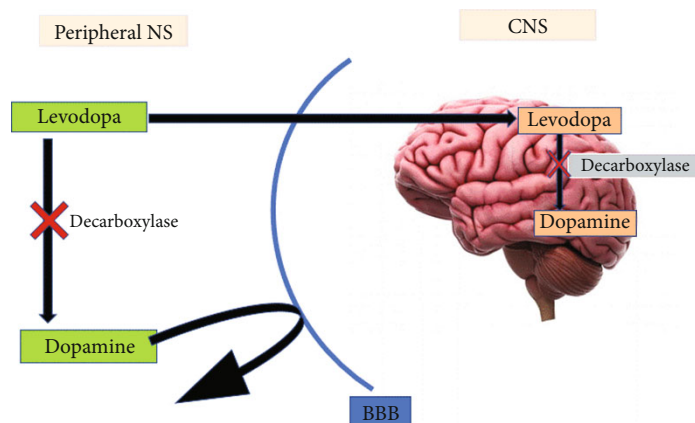 Peripheral NS
CNS
Levodopa
Levodopa
Decarboxylase
Decarboxylase
Dopamine
Dopamine
BBB